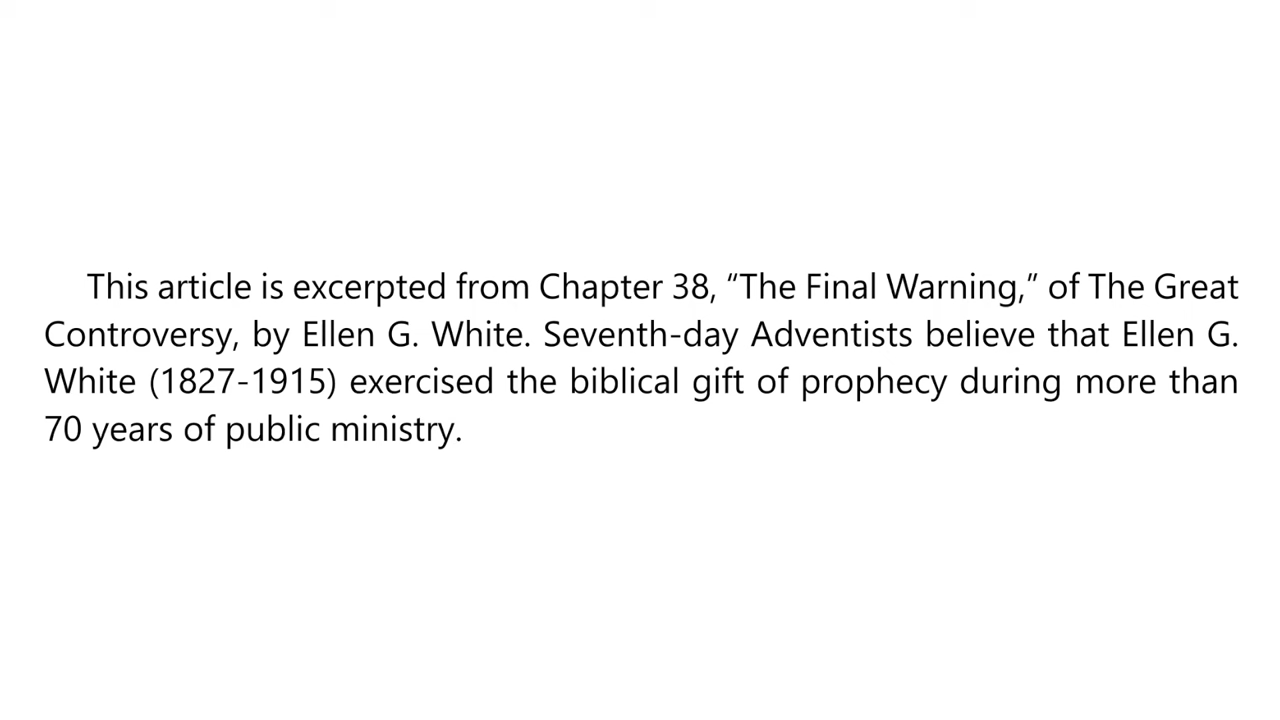 This article is excerpted from Chapter 38, “The Final Warning,” of The Great
Controversy, by Ellen G. White. Seventh-day Adventists believe that Ellen G.
White (1827-1915) exercised the biblical gift of prophecy during more than
70 years of public ministry.